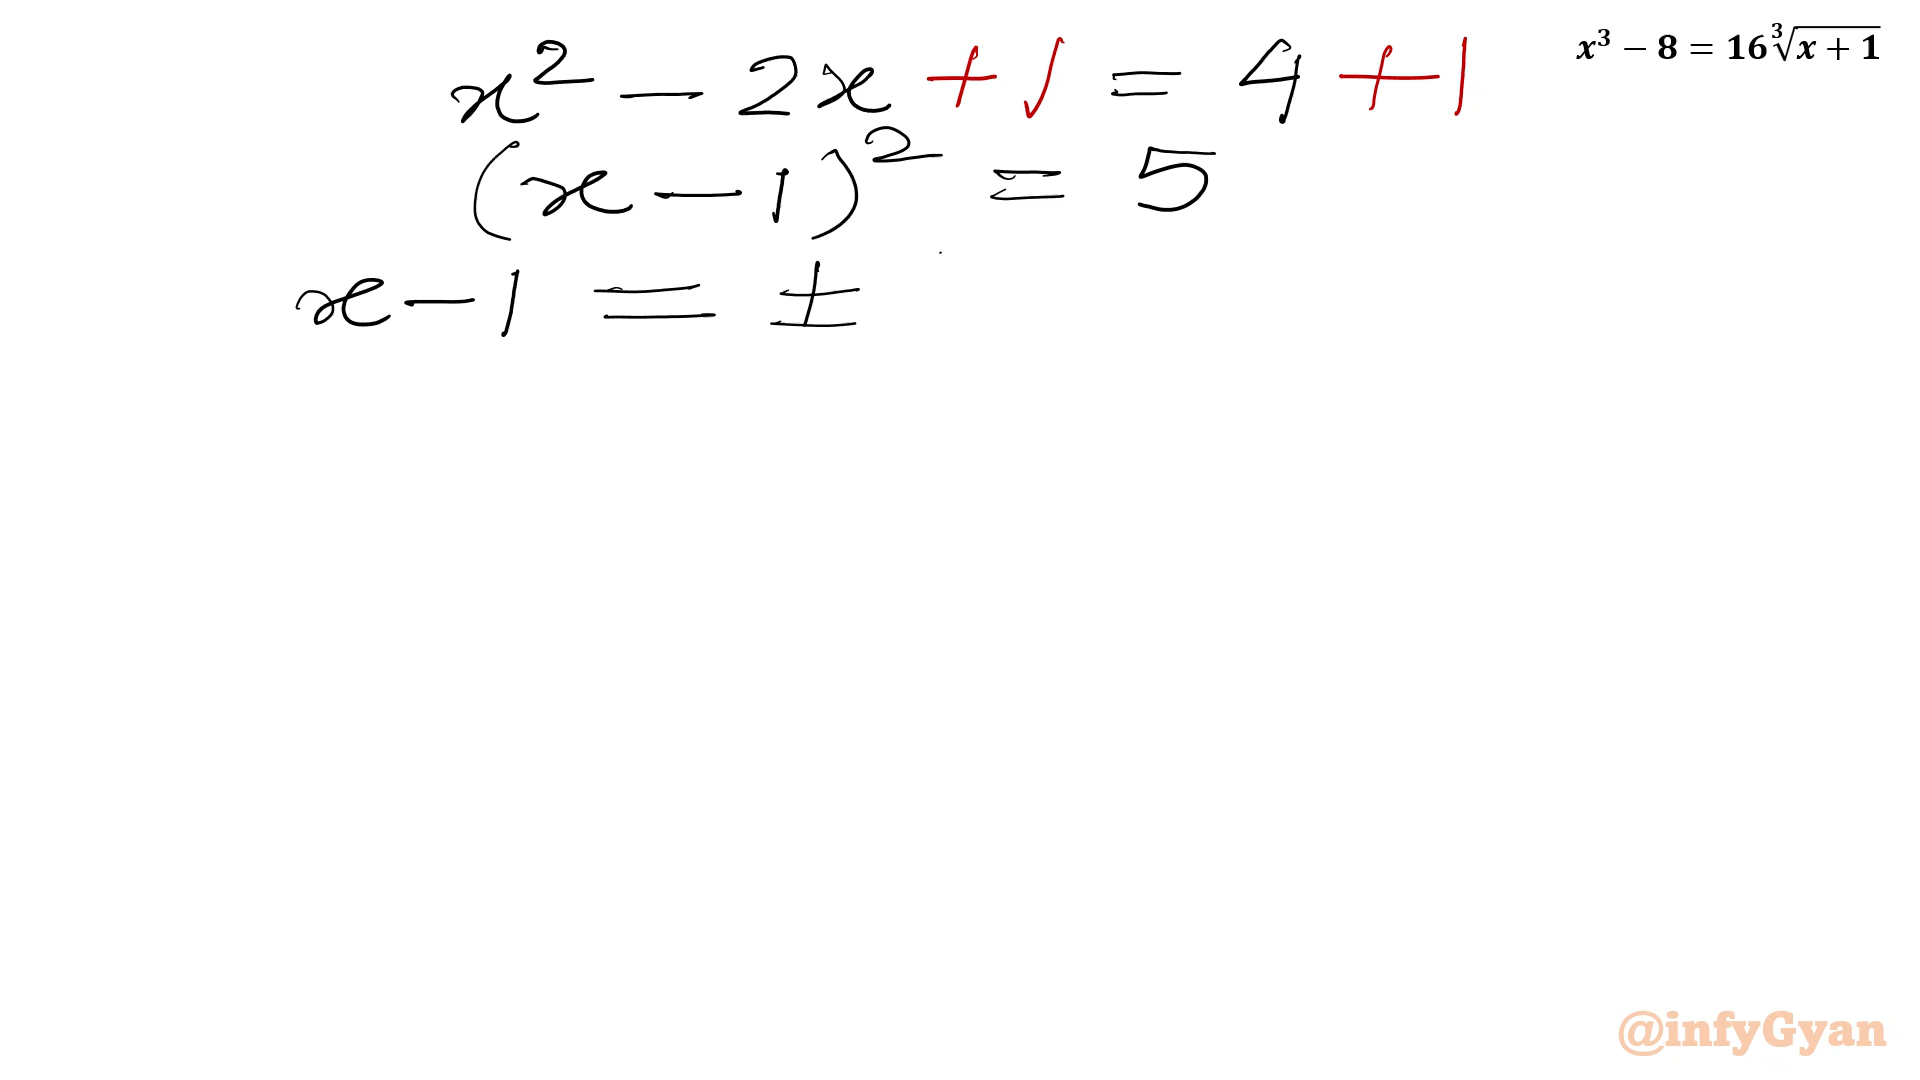 x³ − 8 = 16∛(x + 1)
x² − 2x + 1 = 4 + 1
(x − 1)² = 5
x − 1 = ±
@infyGyan